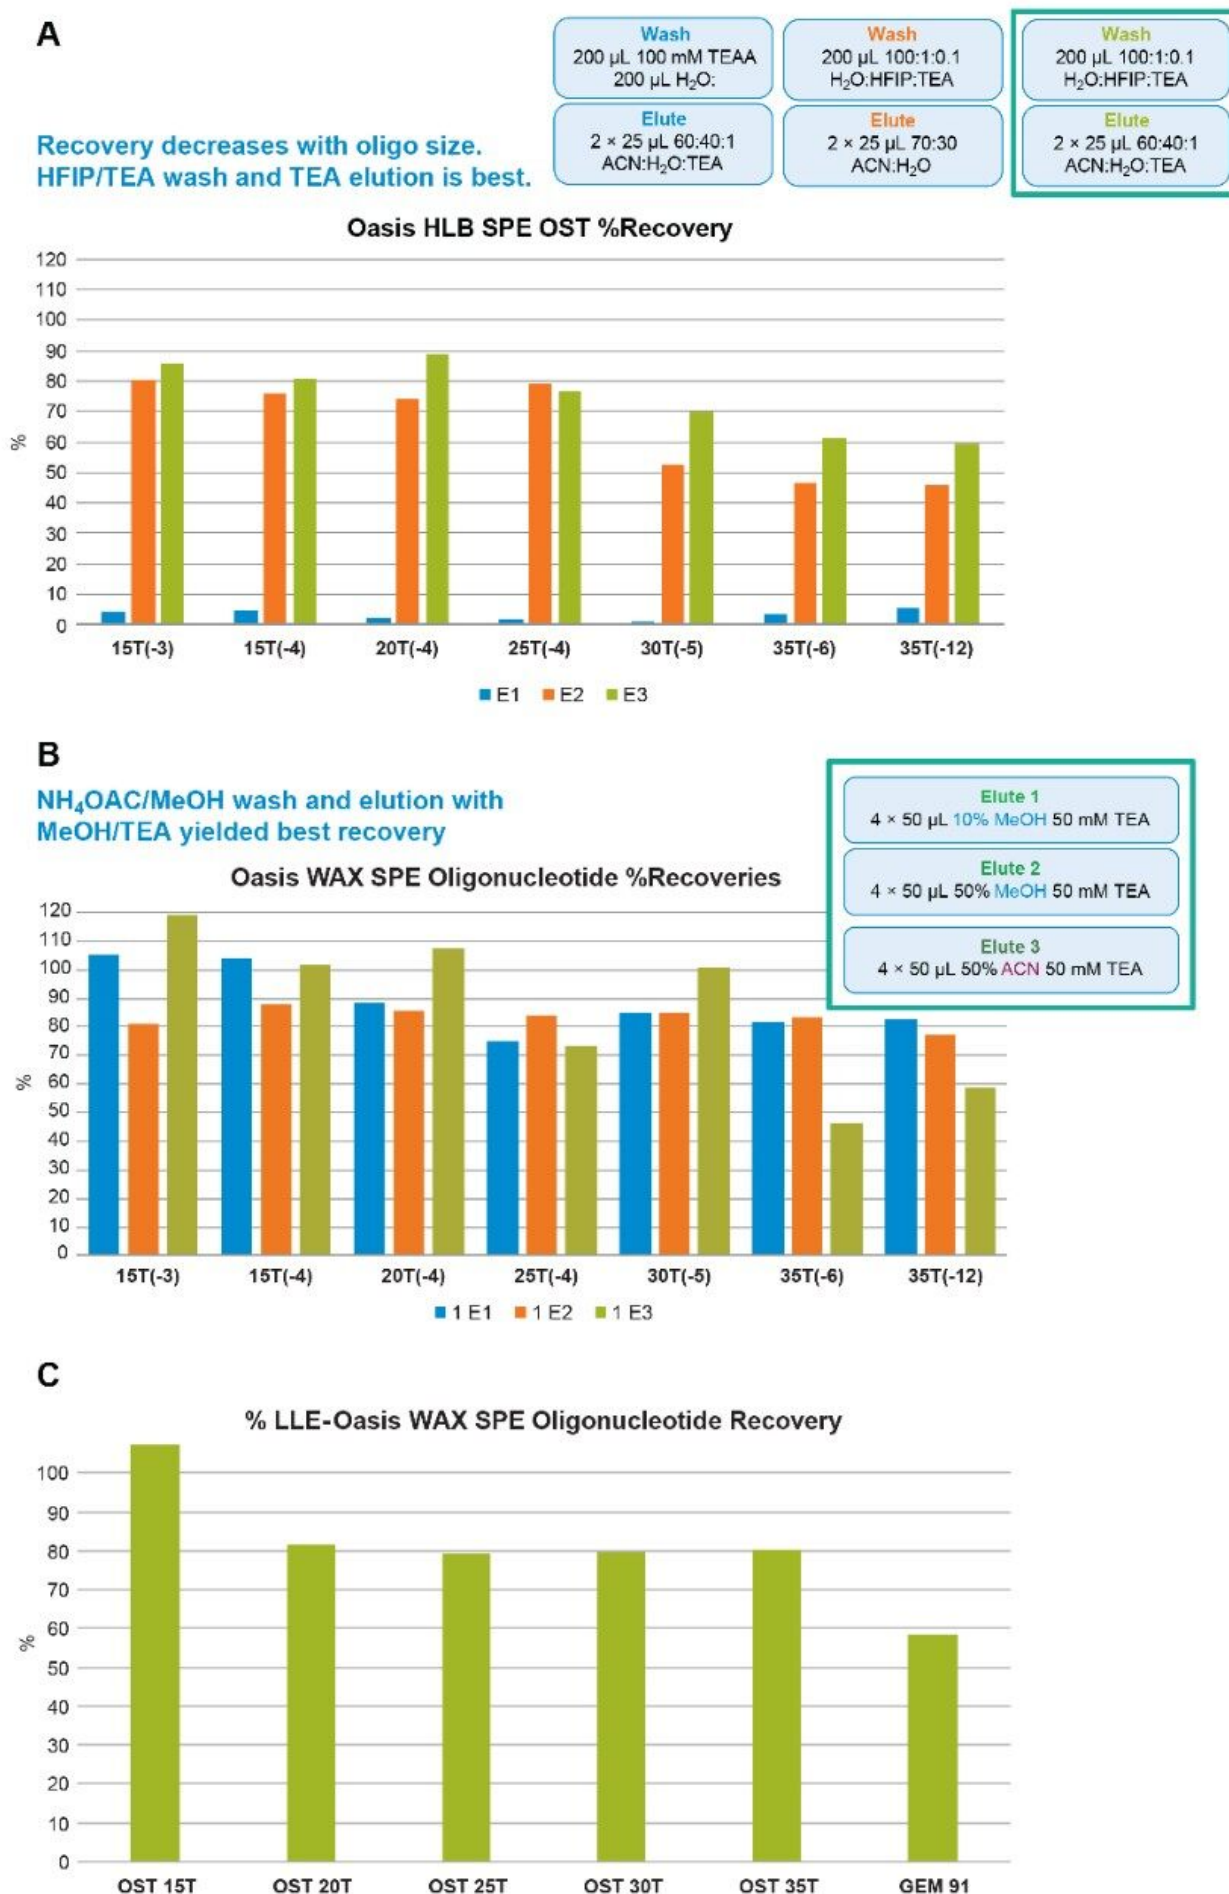 A
Wash
200 µL 100 mM TEAA
200 µL H₂O:
Wash
200 µL 100:1:0.1
H₂O:HFIP:TEA
Wash
200 µL 100:1:0.1
H₂O:HFIP:TEA
Elute
2 × 25 µL 60:40:1
ACN:H₂O:TEA
Elute
2 × 25 µL 70:30
ACN:H₂O
Elute
2 × 25 µL 60:40:1
ACN:H₂O:TEA
Recovery decreases with oligo size.
HFIP/TEA wash and TEA elution is best.
Oasis HLB SPE OST %Recovery
120
110
100
90
80
70
60
50
40
30
20
10
0
%
15T(-3) 15T(-4) 20T(-4) 25T(-4) 30T(-5) 35T(-6) 35T(-12)
E1 E2 E3
B
NH₄OAC/MeOH wash and elution with
MeOH/TEA yielded best recovery
Elute 1
4 × 50 µL 10% MeOH 50 mM TEA
Elute 2
4 × 50 µL 50% MeOH 50 mM TEA
Elute 3
4 × 50 µL 50% ACN 50 mM TEA
Oasis WAX SPE Oligonucleotide %Recoveries
120
110
100
90
80
70
60
50
40
30
20
10
0
%
15T(-3) 15T(-4) 20T(-4) 25T(-4) 30T(-5) 35T(-6) 35T(-12)
1 E1 1 E2 1 E3
C
% LLE-Oasis WAX SPE Oligonucleotide Recovery
100
90
80
70
60
50
40
30
20
10
0
%
OST 15T OST 20T OST 25T OST 30T OST 35T GEM 91